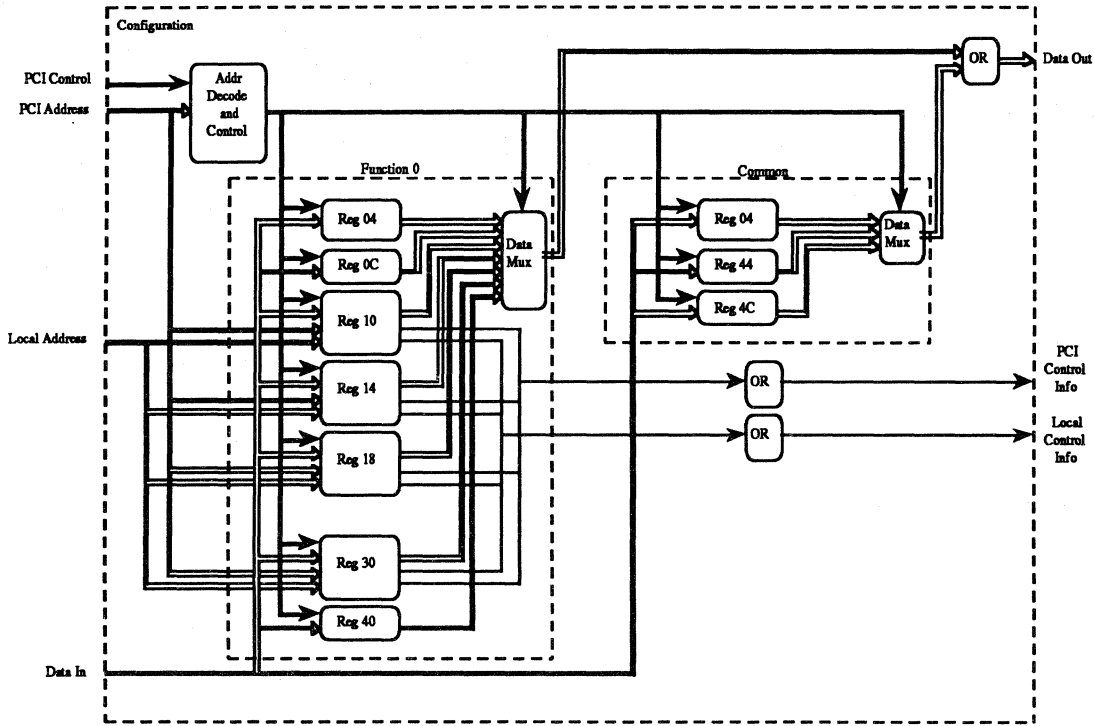 Configuration
PCI Control
PCI Address
Addr
Decode
and
Control
OR
Data Out
Function 0
Common
Reg 04
Reg 0C
Reg 10
Reg 14
Reg 18
Reg 30
Reg 40
Data
Mux
Reg 04
Reg 44
Reg 4C
Data
Mux
Local Address
OR
PCI
Control
Info
OR
Local
Control
Info
Data In